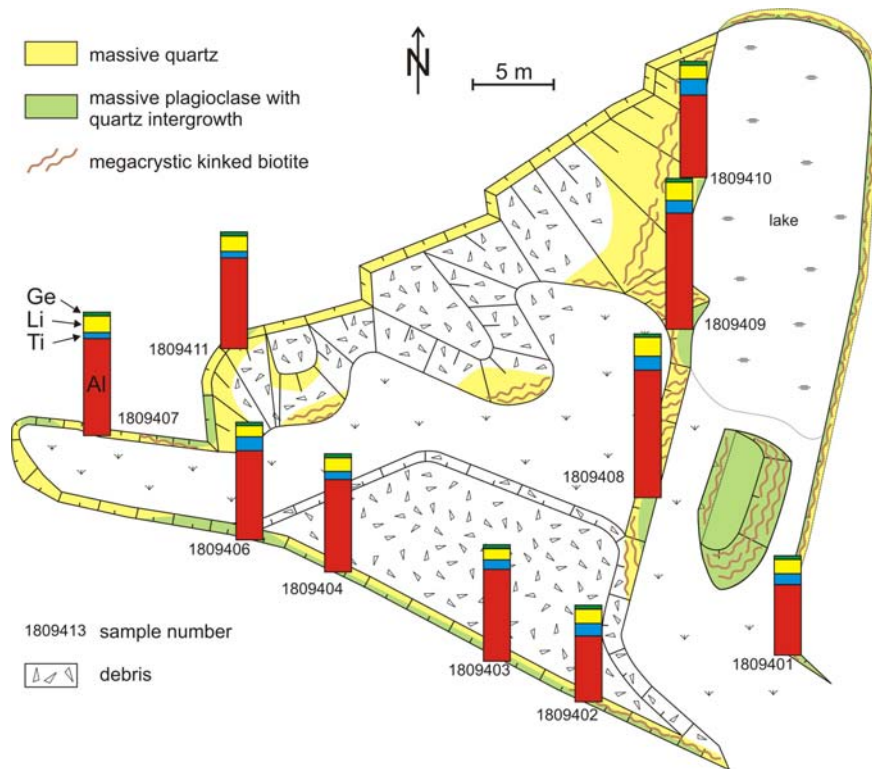 massive quartz
massive plagioclase with
quartz intergrowth
megacrystic kinked biotite
N
5 m
1809410
lake
1809409
Ge
Li
Ti
Al
1809411
1809407
1809408
1809406
1809404
1809403
1809402
1809401
1809413 sample number
debris